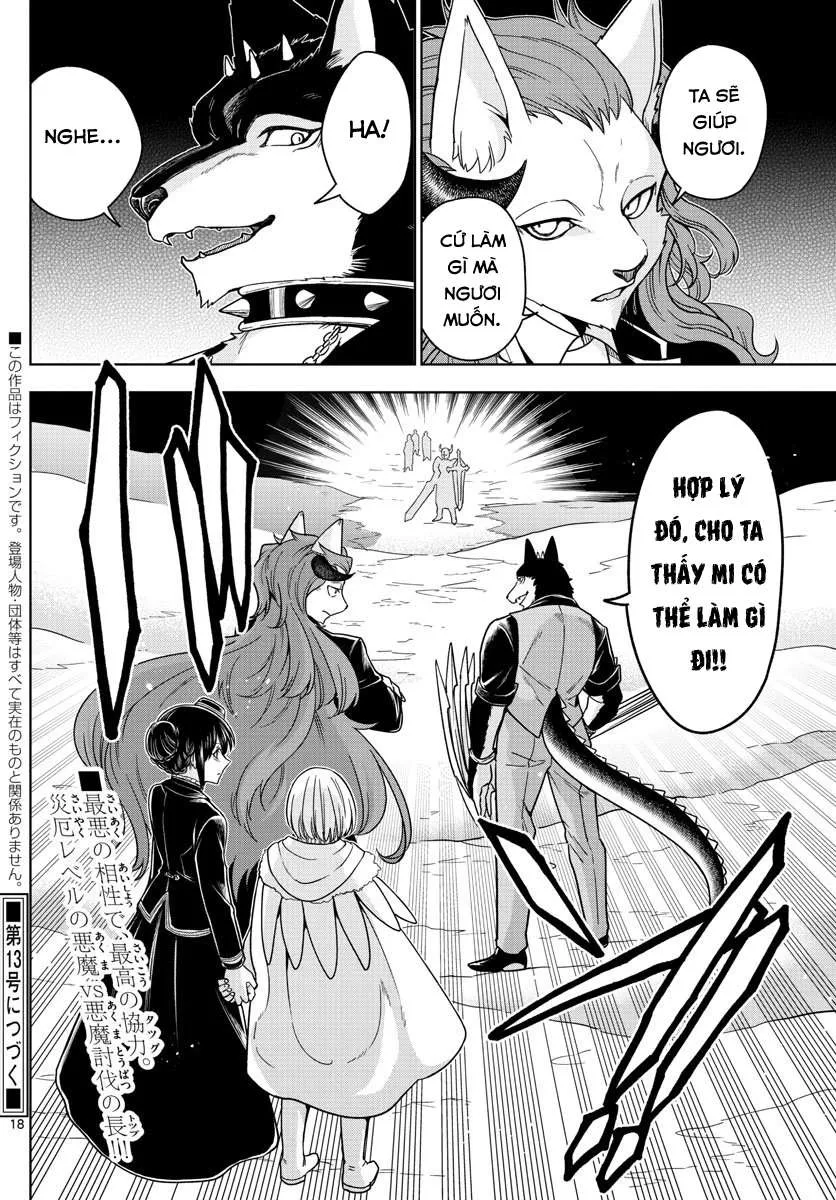 TA SẼ
GIÚP
NGƯƠI.
CỨ LÀM
GÌ MÀ
NGƯƠI
MUỐN.
HA!
NGHE...
HỢP LÝ
ĐÓ, CHO TA
THẤY MI CÓ
THỂ LÀM GÌ
ĐI!!
■最悪の相性で、最高の協力。
災厄レベルの悪魔vs悪魔討伐の長!!!
■この作品はフィクションです。登場人物・団体等はすべて実在のものと関係ありません。
■第13号につづく■
18